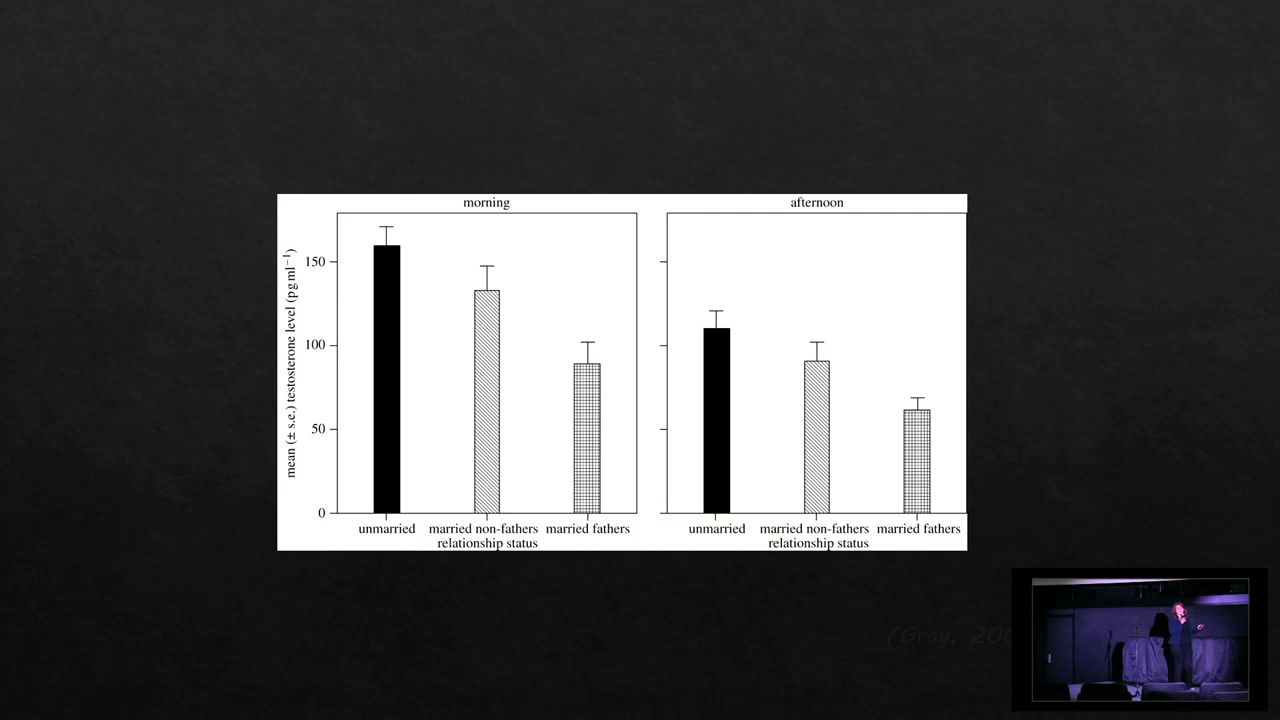 morning
afternoon
mean (± s.e.) testosterone level (pg ml⁻¹)
150
100
50
0
unmarried married non-fathers married fathers
relationship status
unmarried married non-fathers married fathers
relationship status
(Gray,